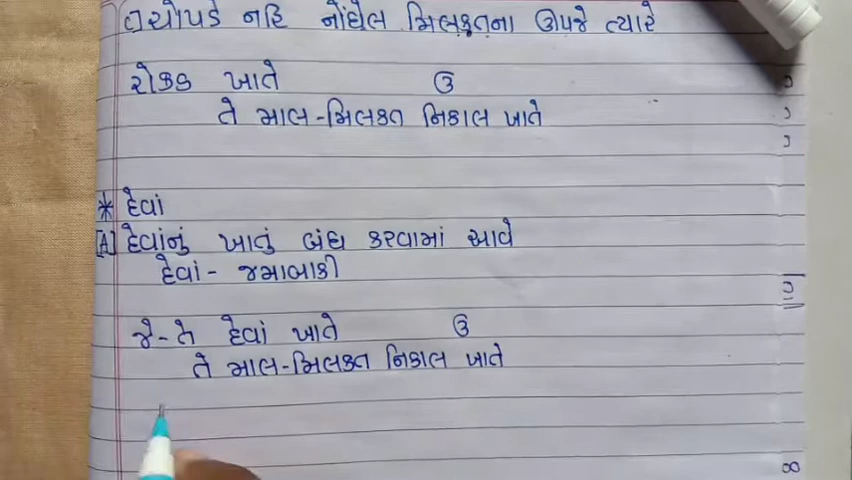 ચોપડે નહિ નોંધેલ મિલકતના ઊપજે ત્યારે
રોકડ ખાતે ઉ
તે માલ-મિલકત નિકાલ ખાતે
* દેવાં
[A] દેવાંનું ખાતું બંધ કરવામાં આવે
દેવાં - જમાબાકી
જે-તે દેવાં ખાતે ઉ
તે માલ-મિલકત નિકાલ ખાતે